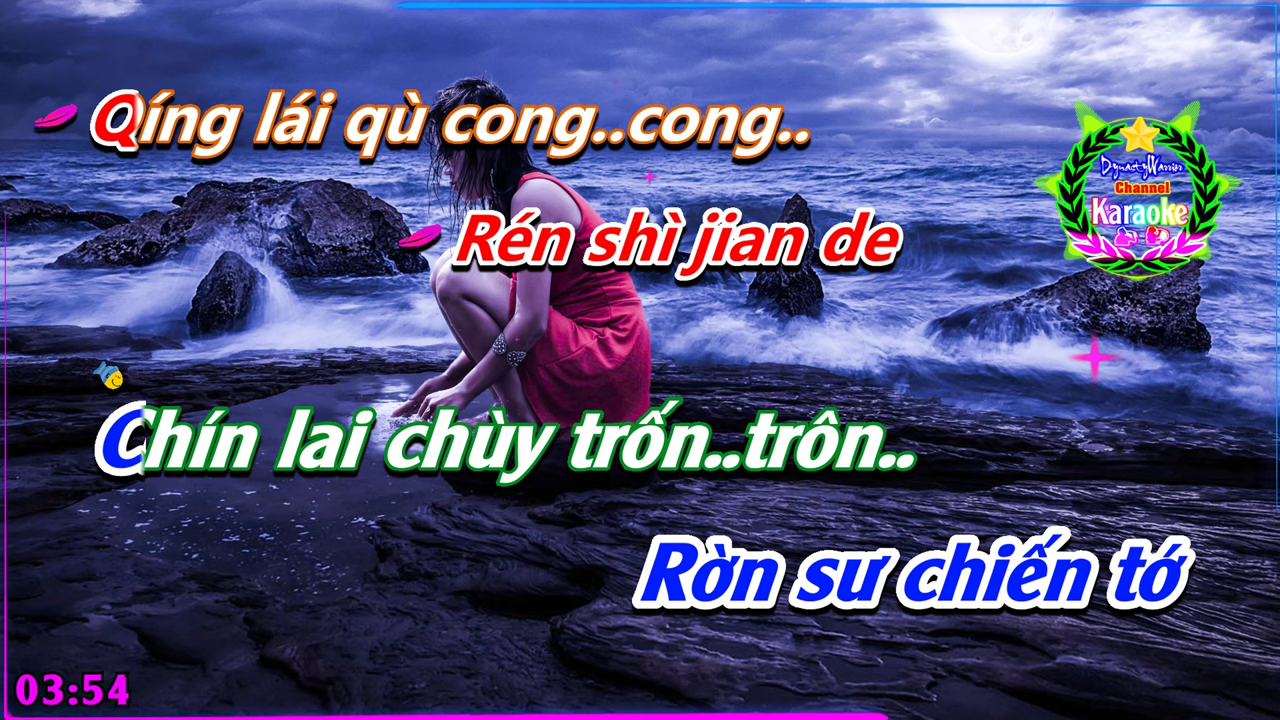 Qíng lái qù cong..cong..
Rén shì jian de
DynastyWarrior
Channel
Karaoke
Chín lai chùy trốn..trôn..
Rờn sư chiến tớ
03:54